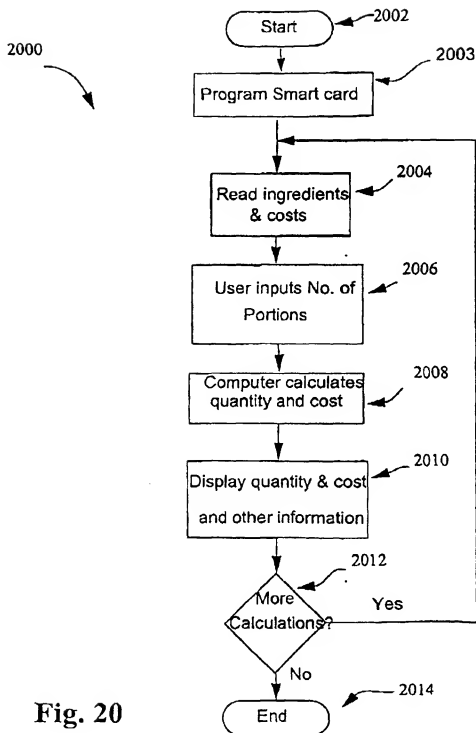 Start
2002
2000
2003
Program Smart card
2004
Read ingredients
& costs
2006
User inputs No. of
Portions
Computer calculates
quantity and cost
2008
2010
Display quantity & cost
and other information
2012
More
Calculations?
Yes
No
2014
End
Fig. 20